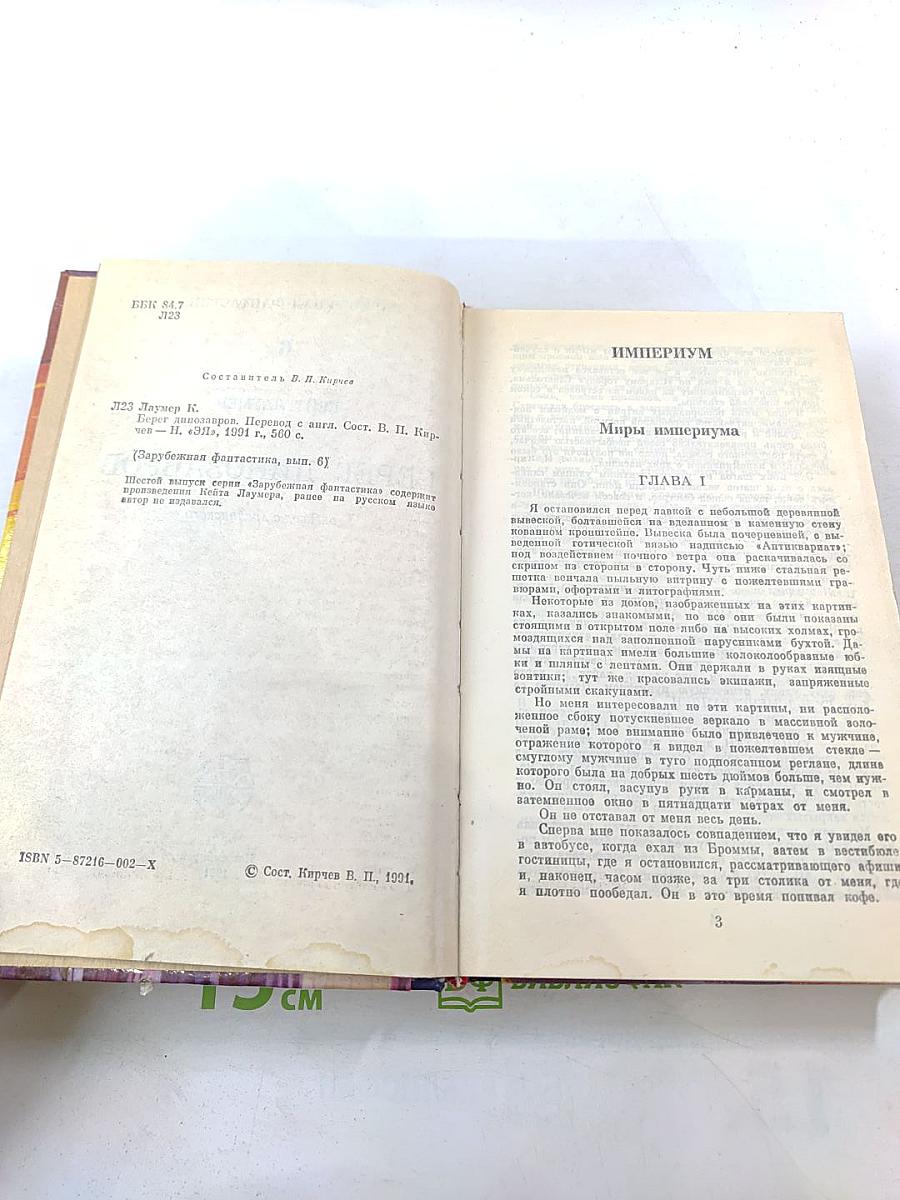 ББК 84.7
Л23
Составитель В. П. Кирчев
Л23 Лаумер К.
Берег динозавров. Перевод с англ. Сост. В. П. Кир-
чев — Н. «ЭЯ», 1991 г., 560 с.
(Зарубежная фантастика, вып. 6)
Шестой выпуск серии «Зарубежная фантастика» содержит
произведения Кейта Лаумера, ранее на русском языке
автор не издавался.
ISBN 5—87216—002—X
© Сост. Кирчев В. П., 1991.
ИМПЕРИУМ
Миры империума
ГЛАВА I
Я остановился перед лавкой с небольшой деревянной
вывеской, болтавшейся на вделанном в каменную стену
кованном кронштейне. Вывеска была почерневшей, с вы-
веденной готической вязью надписью «Антиквариат»;
под воздействием ночного ветра она раскачивалась со
скрипом из стороны в сторону. Чуть ниже стальная ре-
шетка венчала пыльную витрину с пожелтевшими гра-
вюрами, офортами и литографиями.
Некоторые из домов, изображенных на этих картин-
ках, казались знакомыми, но все они были показаны
стоящими в открытом поле либо на высоких холмах, гро-
моздящихся над заполненной парусниками бухтой. Да-
мы на картинах имели большие колоколообразные юб-
ки и шляпы с лентами. Они держали в руках изящные
зонтики; тут же красовались экипажи, запряженные
стройными скакунами.
Но меня интересовали не эти картины, ни располо-
женное сбоку потускневшее зеркало в массивной золо-
ченой раме; мое внимание было привлечено к мужчине,
отражение которого я видел в пожелтевшем стекле —
смуглому мужчине в туго подпоясанном реглане, длина
которого была на добрых шесть дюймов больше, чем нуж-
но. Он стоял, засунув руки в карманы, и смотрел в
затемненное окно в пятнадцати метрах от меня.
Он не отставал от меня весь день.
Сперва мне показалось совпадением, что я увидел его
в автобусе, когда ехал из Броммы, затем в вестибюле
гостиницы, где я остановился, рассматривающего афиши
и, наконец, часом позже, за три столика от меня, где
я плотно пообедал. Он в это время попивал кофе.
3
см